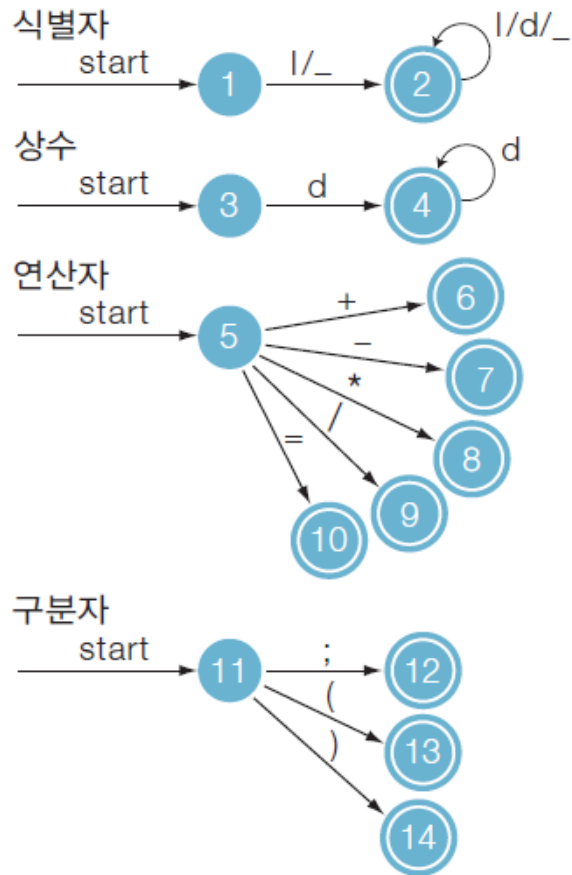 식별자
start 1 l/_ 2 l/d/_
상수
start 3 d 4 d
연산자
start 5 + 6
− 7
* 8
/ 9
= 10
구분자
start 11 ; 12
( 13
) 14